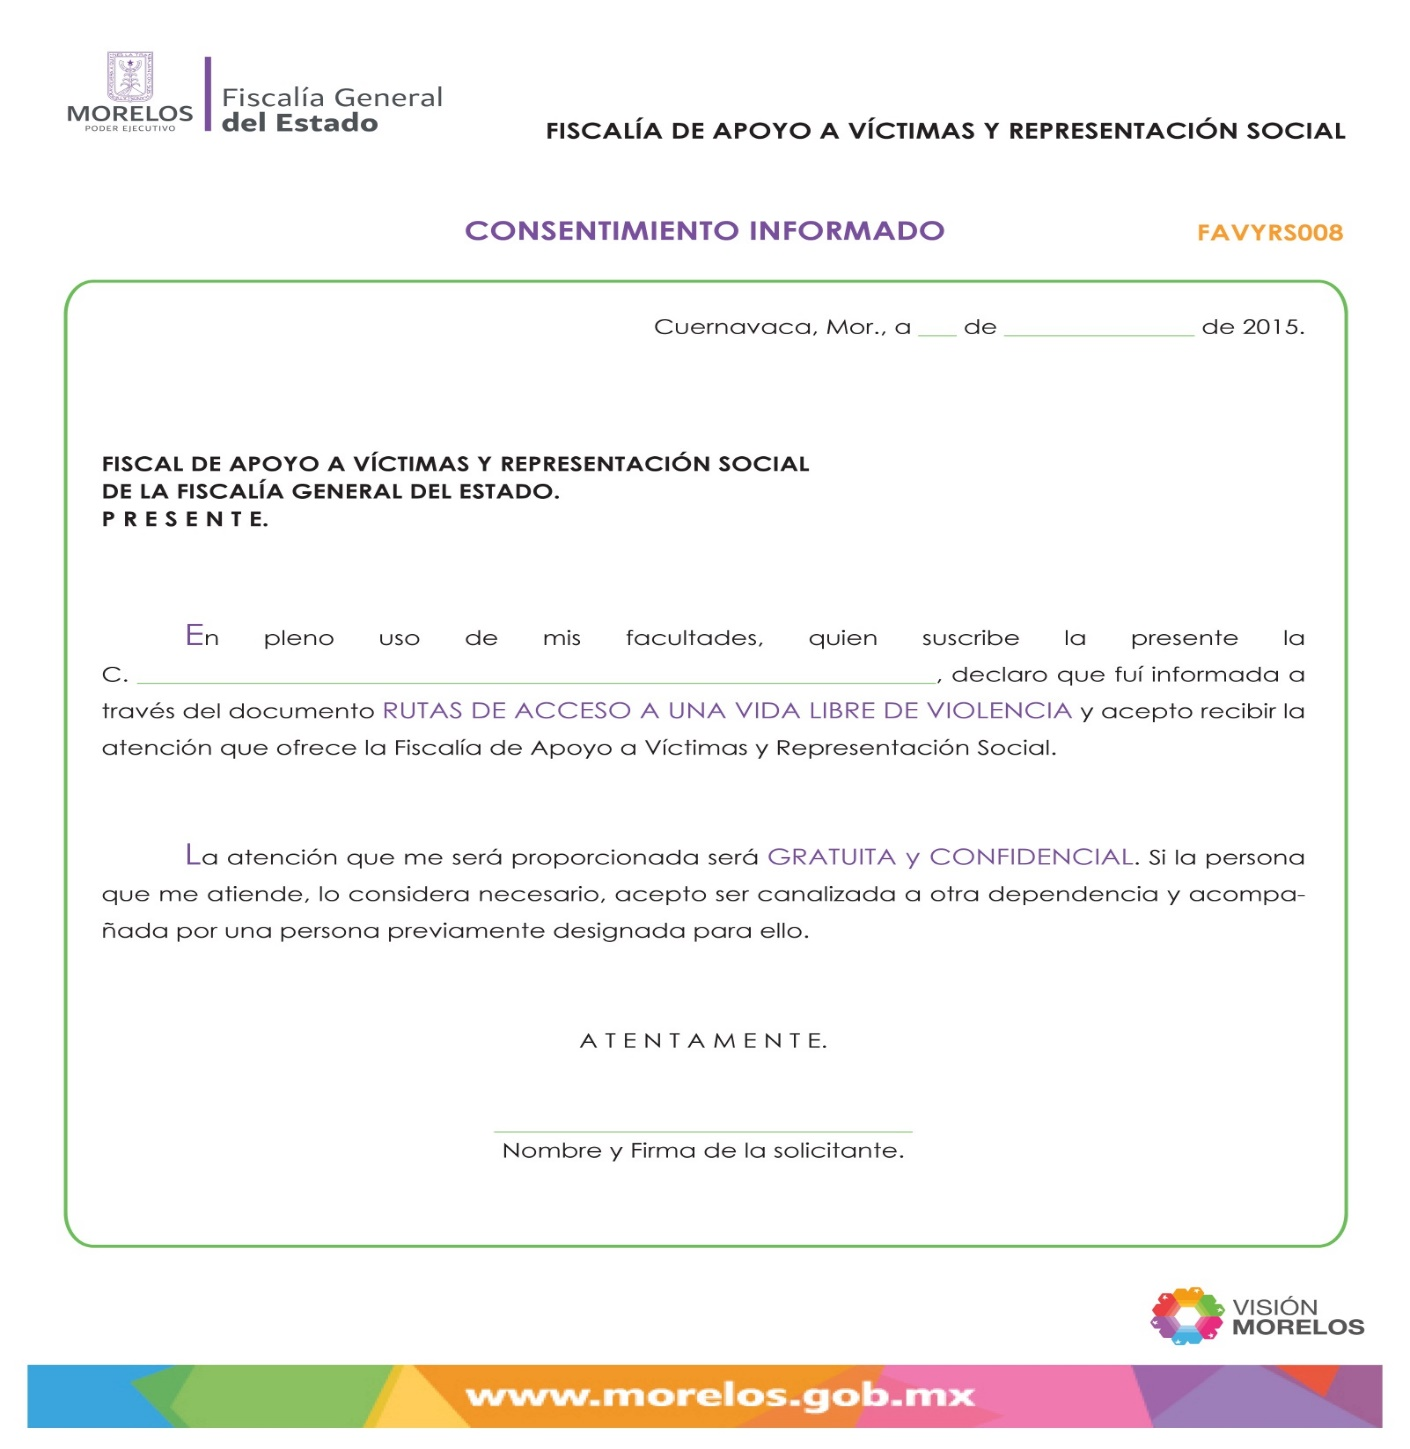 MORELOS
PODER EJECUTIVO
Fiscalía General
del Estado
FISCALÍA DE APOYO A VÍCTIMAS Y REPRESENTACIÓN SOCIAL
CONSENTIMIENTO INFORMADO
FAVYRS008
Cuernavaca, Mor., a ___ de _______________ de 2015.
FISCAL DE APOYO A VÍCTIMAS Y REPRESENTACIÓN SOCIAL
DE LA FISCALÍA GENERAL DEL ESTADO.
P R E S E N T E.
En pleno uso de mis facultades, quien suscribe la presente la
C. ______________________________________________________, declaro que fuí informada a
través del documento RUTAS DE ACCESO A UNA VIDA LIBRE DE VIOLENCIA y acepto recibir la
atención que ofrece la Fiscalía de Apoyo a Víctimas y Representación Social.
La atención que me será proporcionada será GRATUITA y CONFIDENCIAL. Si la persona
que me atiende, lo considera necesario, acepto ser canalizada a otra dependencia y acompa-
ñada por una persona previamente designada para ello.
A T E N T A M E N T E.
Nombre y Firma de la solicitante.
VISIÓN
MORELOS
www.morelos.gob.mx